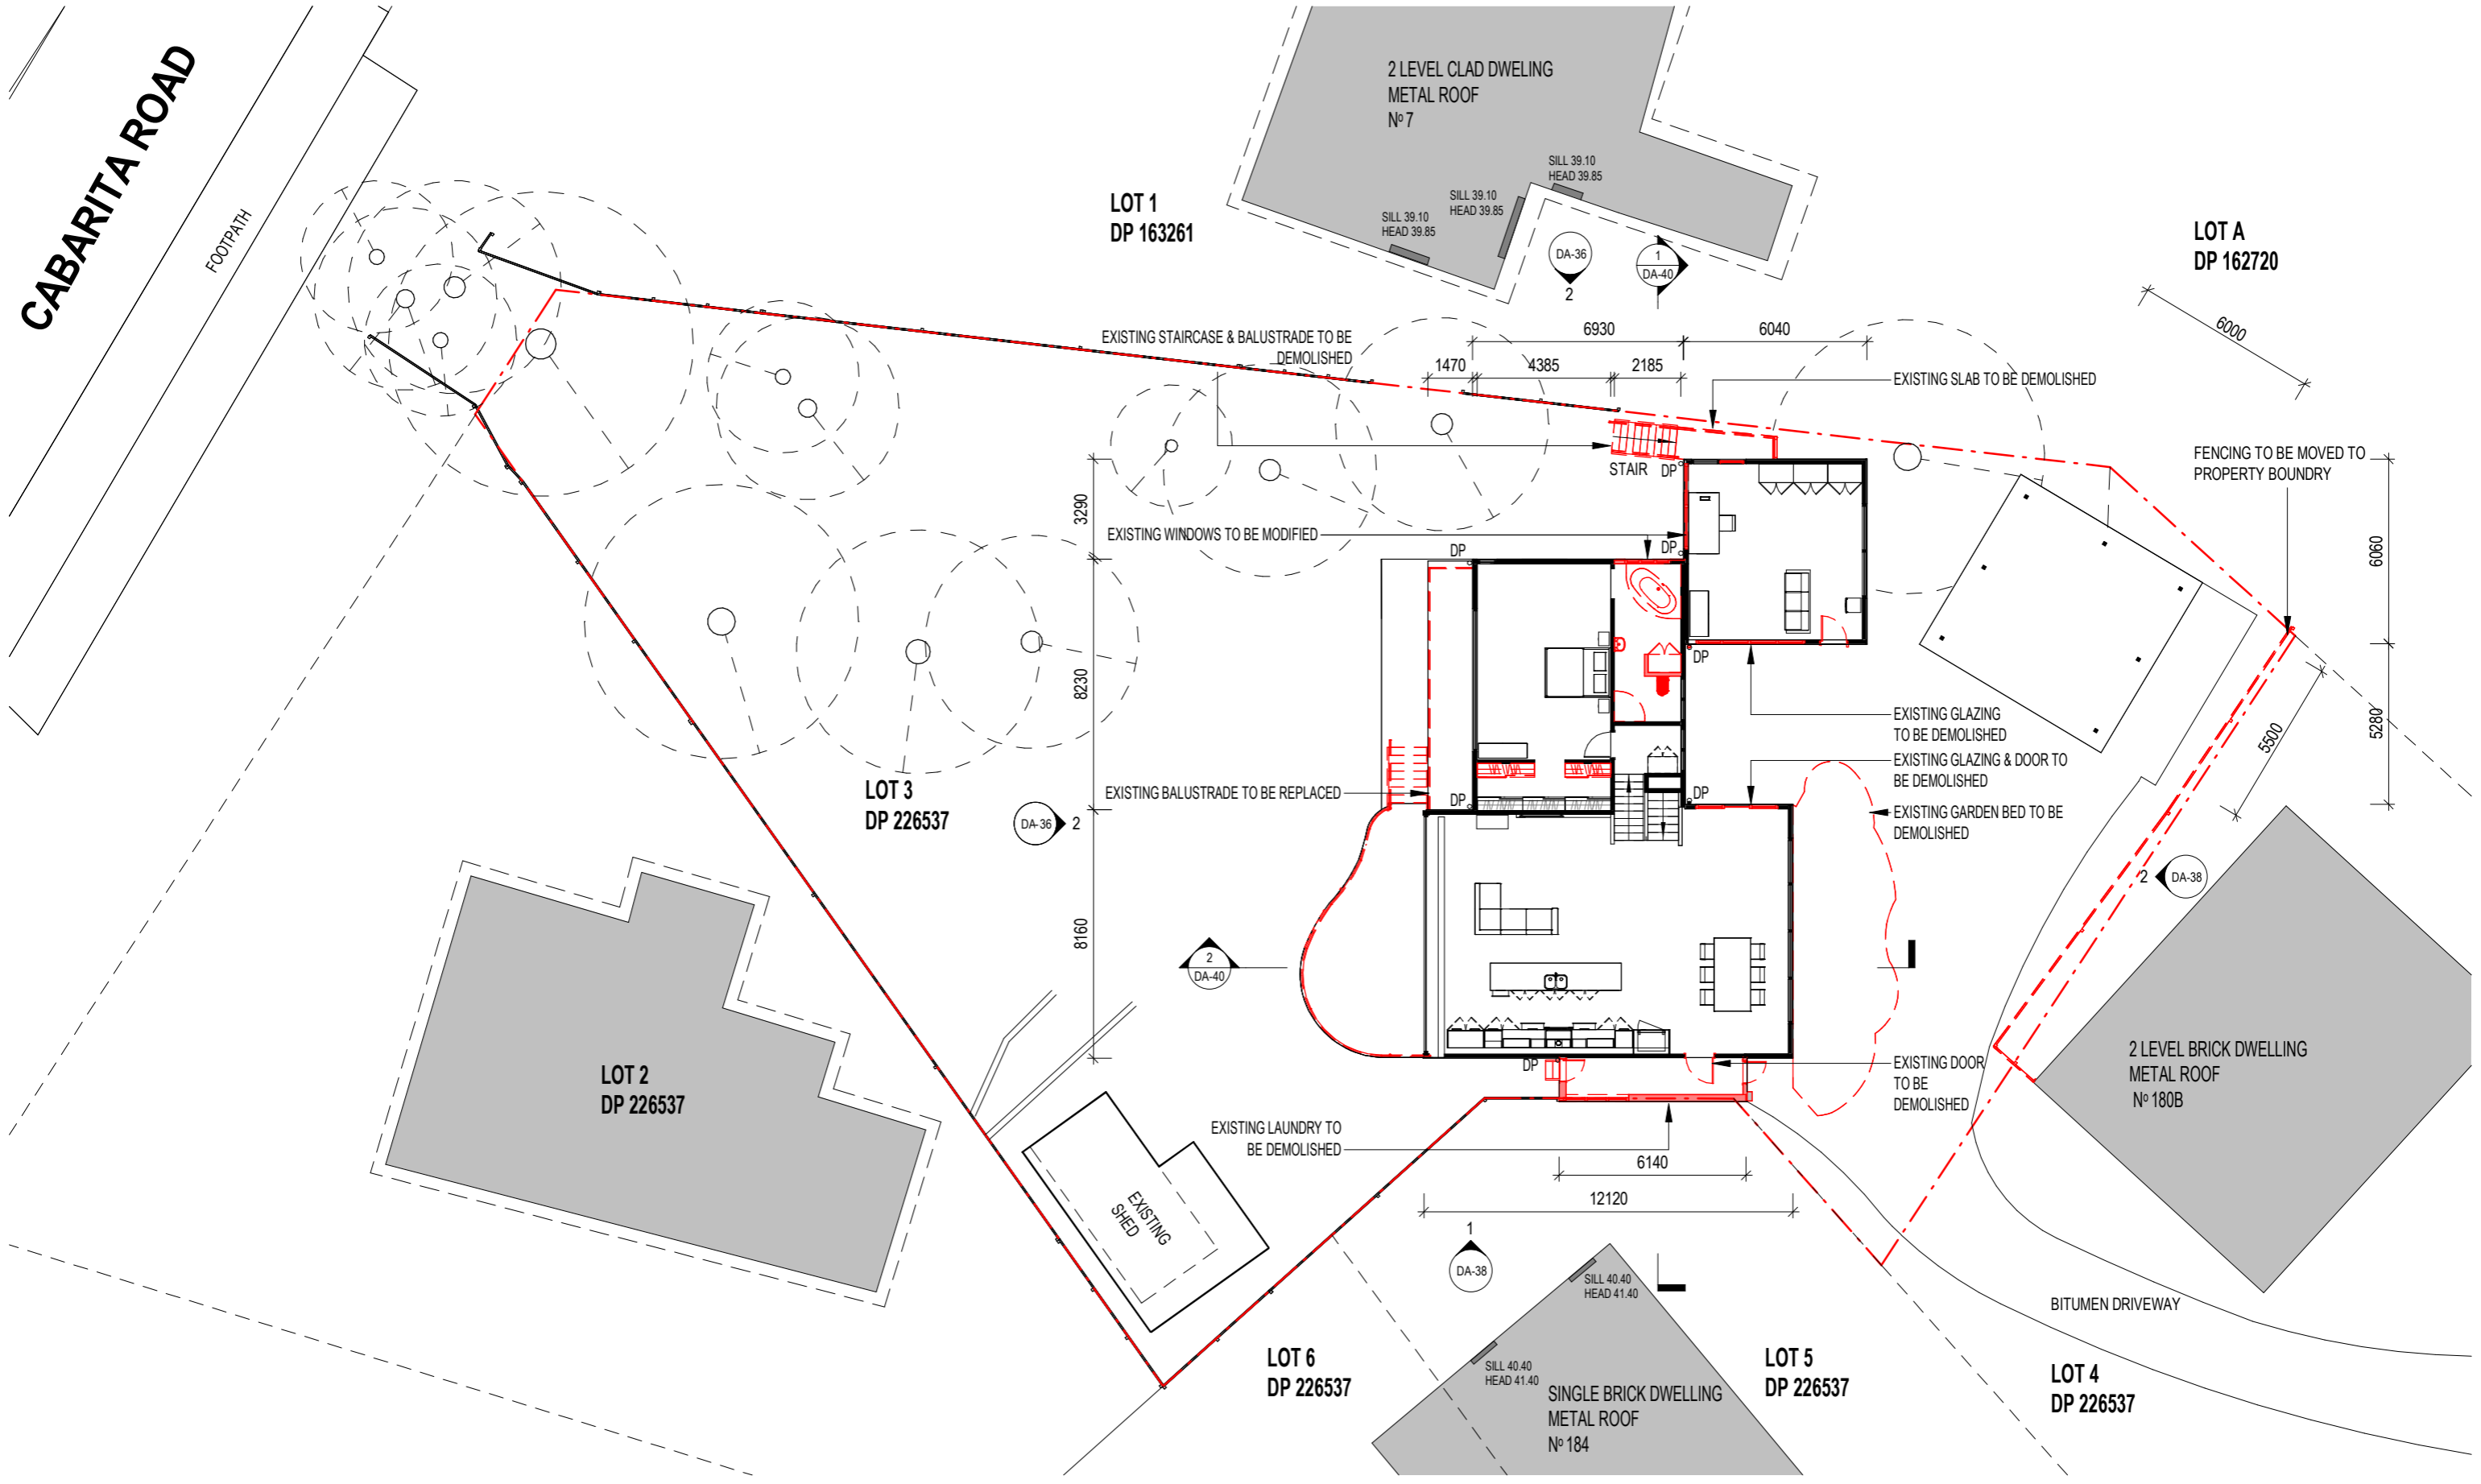 CABARITA ROAD
FOOTPATH
2 LEVEL CLAD DWELING
METAL ROOF
Nº 7
SILL 39.10
HEAD 39.85
SILL 39.10
HEAD 39.85
SILL 39.10
HEAD 39.85
LOT 1
DP 163261
LOT A
DP 162720
DA-36
2
1
DA-40
6000
EXISTING STAIRCASE & BALUSTRADE TO BE
DEMOLISHED
6930
6040
1470
4385
2185
EXISTING SLAB TO BE DEMOLISHED
FENCING TO BE MOVED TO
PROPERTY BOUNDRY
STAIR
DP
3290
EXISTING WINDOWS TO BE MODIFIED
DP
DP
6060
DP
8230
5280
5500
EXISTING GLAZING
TO BE DEMOLISHED
EXISTING GLAZING & DOOR TO
BE DEMOLISHED
EXISTING BALUSTRADE TO BE REPLACED
DP
DP
EXISTING GARDEN BED TO BE
DEMOLISHED
LOT 3
DP 226537
DA-36
2
2
DA-38
8160
2
DA-40
LOT 2
DP 226537
2 LEVEL BRICK DWELLING
METAL ROOF
Nº 180B
DP
EXISTING DOOR
TO BE
DEMOLISHED
EXISTING LAUNDRY TO
BE DEMOLISHED
6140
12120
EXISTING
SHED
1
DA-38
SILL 40.40
HEAD 41.40
BITUMEN DRIVEWAY
SILL 40.40
HEAD 41.40
LOT 6
DP 226537
SINGLE BRICK DWELLING
METAL ROOF
Nº 184
LOT 5
DP 226537
LOT 4
DP 226537